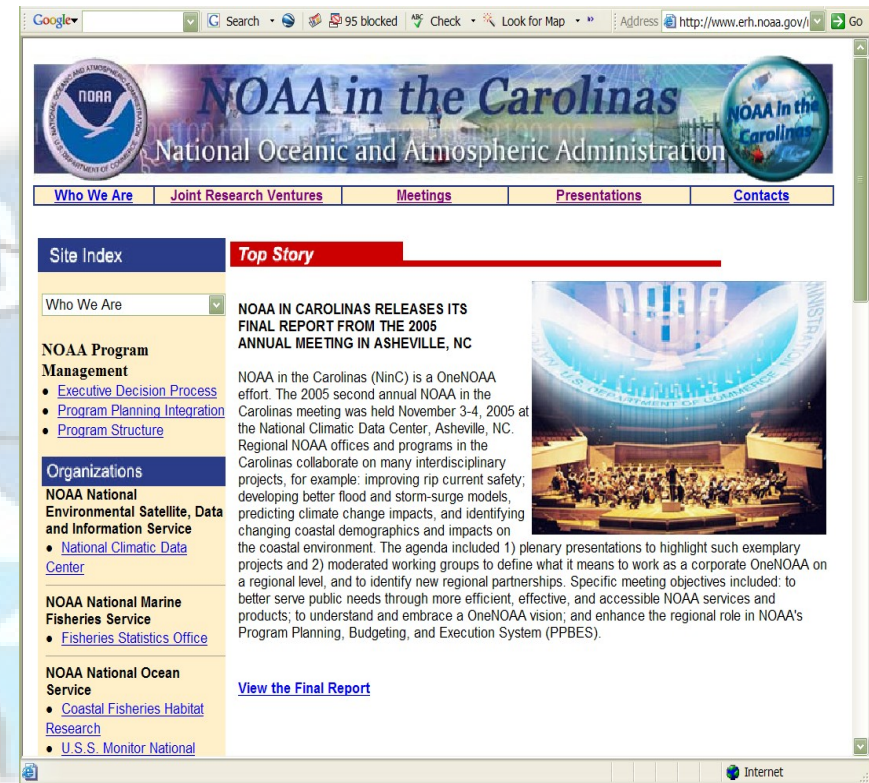 Google
Search
95 blocked
Check
Look for Map
»
Address
http://www.erh.noaa.gov/
Go
NOAA
NOAA in the Carolinas
National Oceanic and Atmospheric Administration
NOAA in the
Carolinas
Who We Are
Joint Research Ventures
Meetings
Presentations
Contacts
Site Index
Who We Are
NOAA Program
Management
• Executive Decision Process
• Program Planning Integration
• Program Structure
Organizations
NOAA National
Environmental Satellite, Data
and Information Service
• National Climatic Data
Center
NOAA National Marine
Fisheries Service
• Fisheries Statistics Office
NOAA National Ocean
Service
• Coastal Fisheries Habitat
Research
• U.S.S. Monitor National
Top Story
NOAA IN CAROLINAS RELEASES ITS
FINAL REPORT FROM THE 2005
ANNUAL MEETING IN ASHEVILLE, NC
NOAA in the Carolinas (NinC) is a OneNOAA
effort. The 2005 second annual NOAA in the
Carolinas meeting was held November 3-4, 2005 at
the National Climatic Data Center, Asheville, NC.
Regional NOAA offices and programs in the
Carolinas collaborate on many interdisciplinary
projects, for example: improving rip current safety;
developing better flood and storm-surge models,
predicting climate change impacts, and identifying
changing coastal demographics and impacts on
the coastal environment. The agenda included 1) plenary presentations to highlight such exemplary
projects and 2) moderated working groups to define what it means to work as a corporate OneNOAA on
a regional level, and to identify new regional partnerships. Specific meeting objectives included: to
better serve public needs through more efficient, effective, and accessible NOAA services and
products; to understand and embrace a OneNOAA vision; and enhance the regional role in NOAA's
Program Planning, Budgeting, and Execution System (PPBES).
View the Final Report
NOAA
U.S. DEPARTMENT OF COMMERCE
Internet